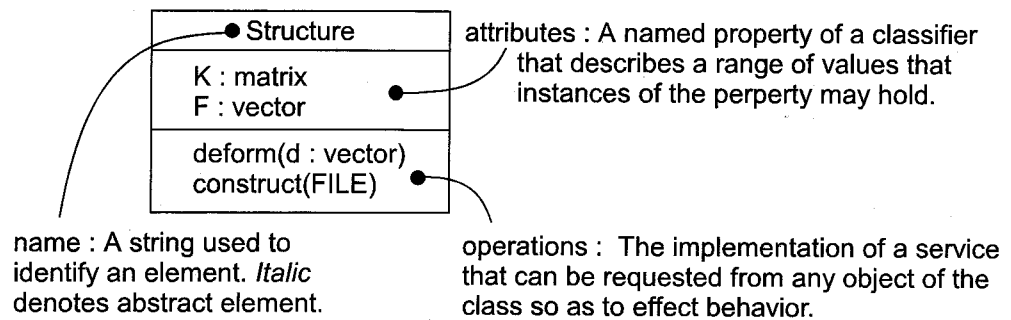 Structure
K : matrix
F : vector
deform(d : vector)
construct(FILE)
attributes : A named property of a classifier
that describes a range of values that
instances of the perperty may hold.
name : A string used to
identify an element. Italic
denotes abstract element.
operations : The implementation of a service
that can be requested from any object of the
class so as to effect behavior.